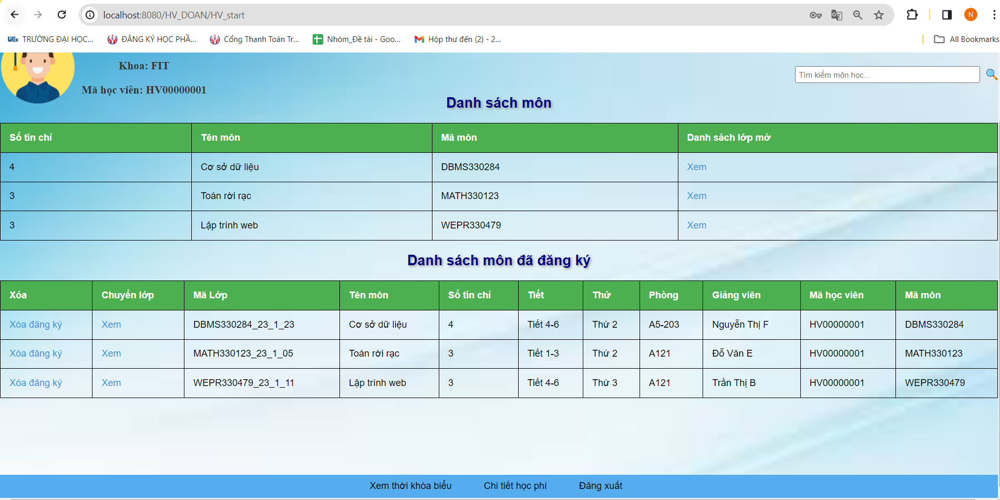 localhost:8080/HV_DOAN/HV_start
N
UTEx TRƯỜNG ĐẠI HỌC... ĐĂNG KÝ HỌC PHẦ... Cổng Thanh Toán Tr... Nhóm_Đề tài - Goo... Hộp thư đến (2) - 2... All Bookmarks
Khoa: FIT
Mã học viên: HV00000001
Tìm kiếm môn học...
Danh sách môn
Số tín chỉ Tên môn Mã môn Danh sách lớp mở
4 Cơ sở dữ liệu DBMS330284 Xem
3 Toán rời rạc MATH330123 Xem
3 Lập trình web WEPR330479 Xem
Danh sách môn đã đăng ký
Xóa Chuyển lớp Mã Lớp Tên môn Số tín chỉ Tiết Thứ Phòng Giảng viên Mã học viên Mã môn
Xóa đăng ký Xem DBMS330284_23_1_23 Cơ sở dữ liệu 4 Tiết 4-6 Thứ 2 A5-203 Nguyễn Thị F HV00000001 DBMS330284
Xóa đăng ký Xem MATH330123_23_1_05 Toán rời rạc 3 Tiết 1-3 Thứ 2 A121 Đỗ Văn E HV00000001 MATH330123
Xóa đăng ký Xem WEPR330479_23_1_11 Lập trình web 3 Tiết 4-6 Thứ 3 A121 Trần Thị B HV00000001 WEPR330479
Xem thời khóa biểu Chi tiết học phí Đăng xuất